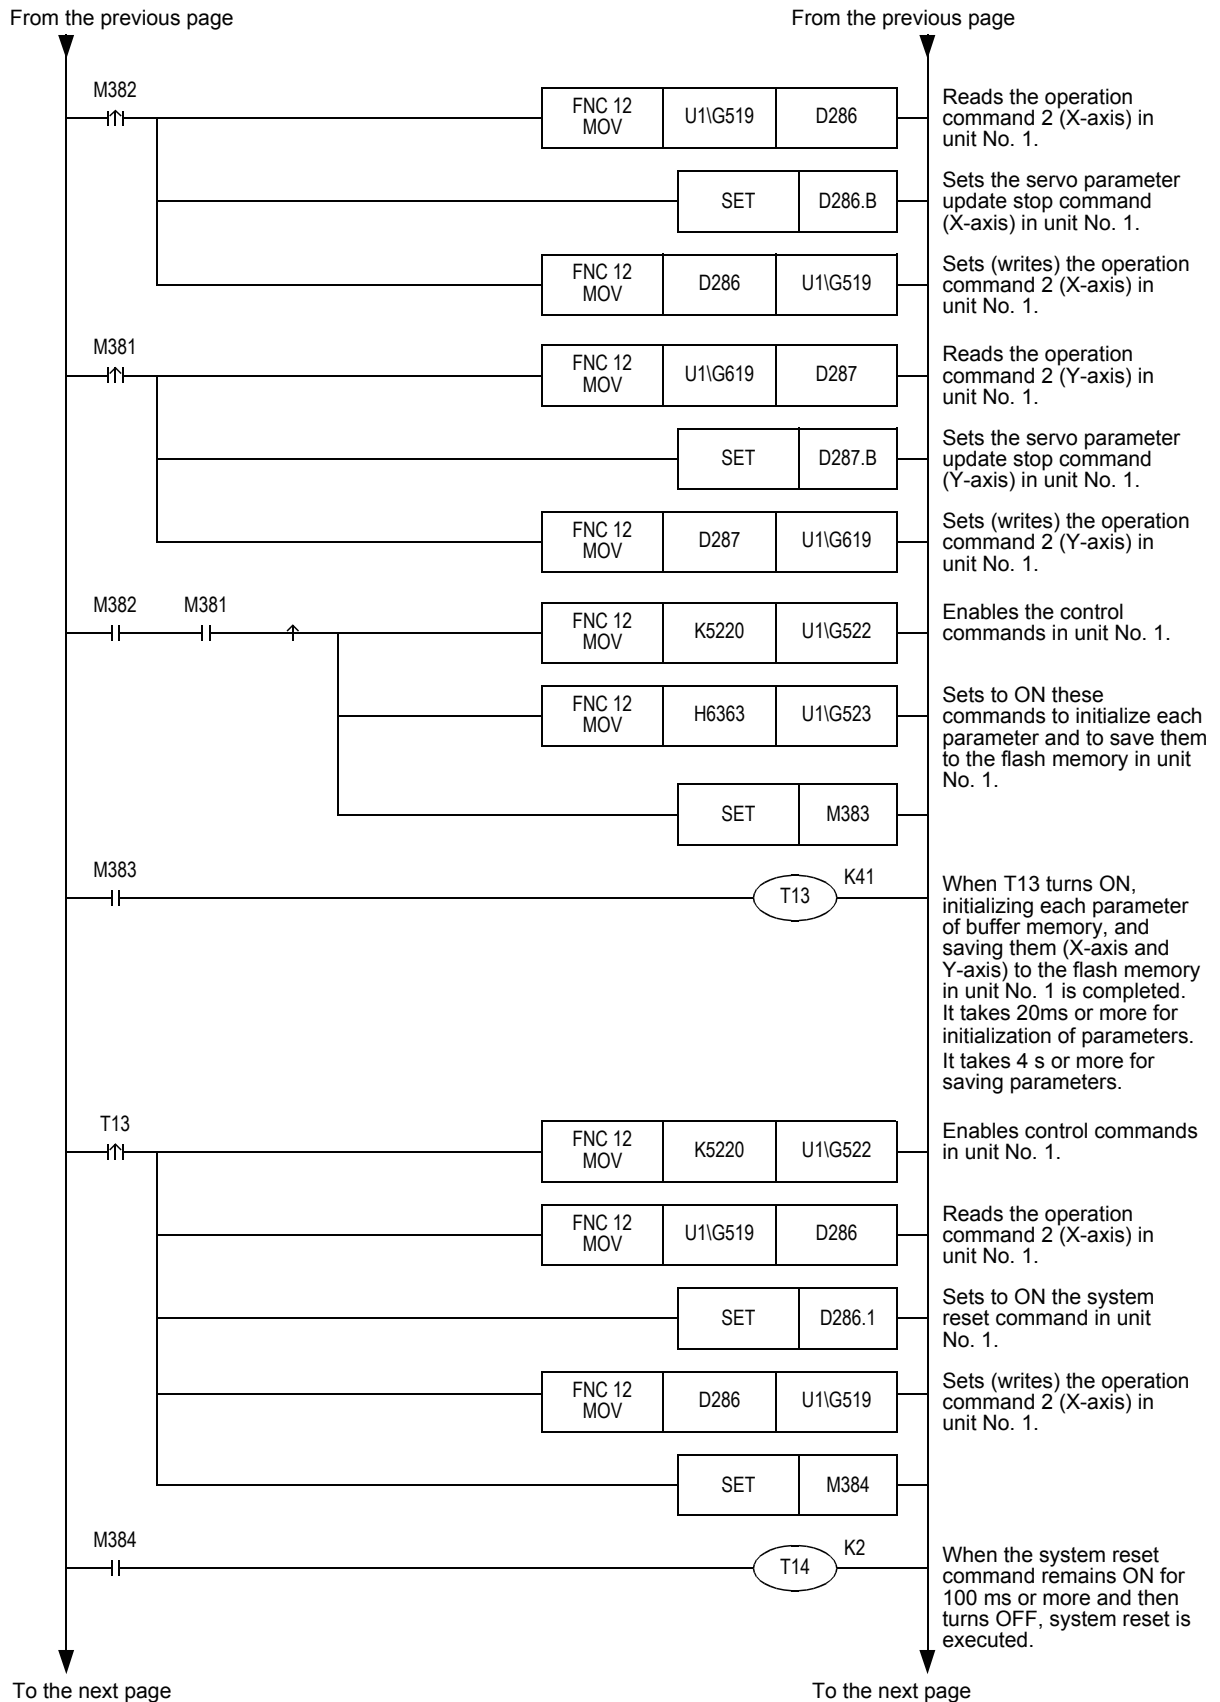 From the previous page From the previous page
M382
FNC 12
MOV U1\G519 D286
Reads the operation
command 2 (X-axis) in
unit No. 1.
SET D286.B
Sets the servo parameter
update stop command
(X-axis) in unit No. 1.
FNC 12
MOV D286 U1\G519
Sets (writes) the operation
command 2 (X-axis) in
unit No. 1.
M381
FNC 12
MOV U1\G619 D287
Reads the operation
command 2 (Y-axis) in
unit No. 1.
SET D287.B
Sets the servo parameter
update stop command
(Y-axis) in unit No. 1.
FNC 12
MOV D287 U1\G619
Sets (writes) the operation
command 2 (Y-axis) in
unit No. 1.
M382 M381
FNC 12
MOV K5220 U1\G522
Enables the control
commands in unit No. 1.
FNC 12
MOV H6363 U1\G523
Sets to ON these
commands to initialize each
parameter and to save them
to the flash memory in unit
No. 1.
SET M383
M383
T13 K41
When T13 turns ON,
initializing each parameter
of buffer memory, and
saving them (X-axis and
Y-axis) to the flash memory
in unit No. 1 is completed.
It takes 20ms or more for
initialization of parameters.
It takes 4 s or more for
saving parameters.
T13
FNC 12
MOV K5220 U1\G522
Enables control commands
in unit No. 1.
FNC 12
MOV U1\G519 D286
Reads the operation
command 2 (X-axis) in
unit No. 1.
SET D286.1
Sets to ON the system
reset command in unit
No. 1.
FNC 12
MOV D286 U1\G519
Sets (writes) the operation
command 2 (X-axis) in
unit No. 1.
SET M384
M384
T14 K2
When the system reset
command remains ON for
100 ms or more and then
turns OFF, system reset is
executed.
To the next page To the next page